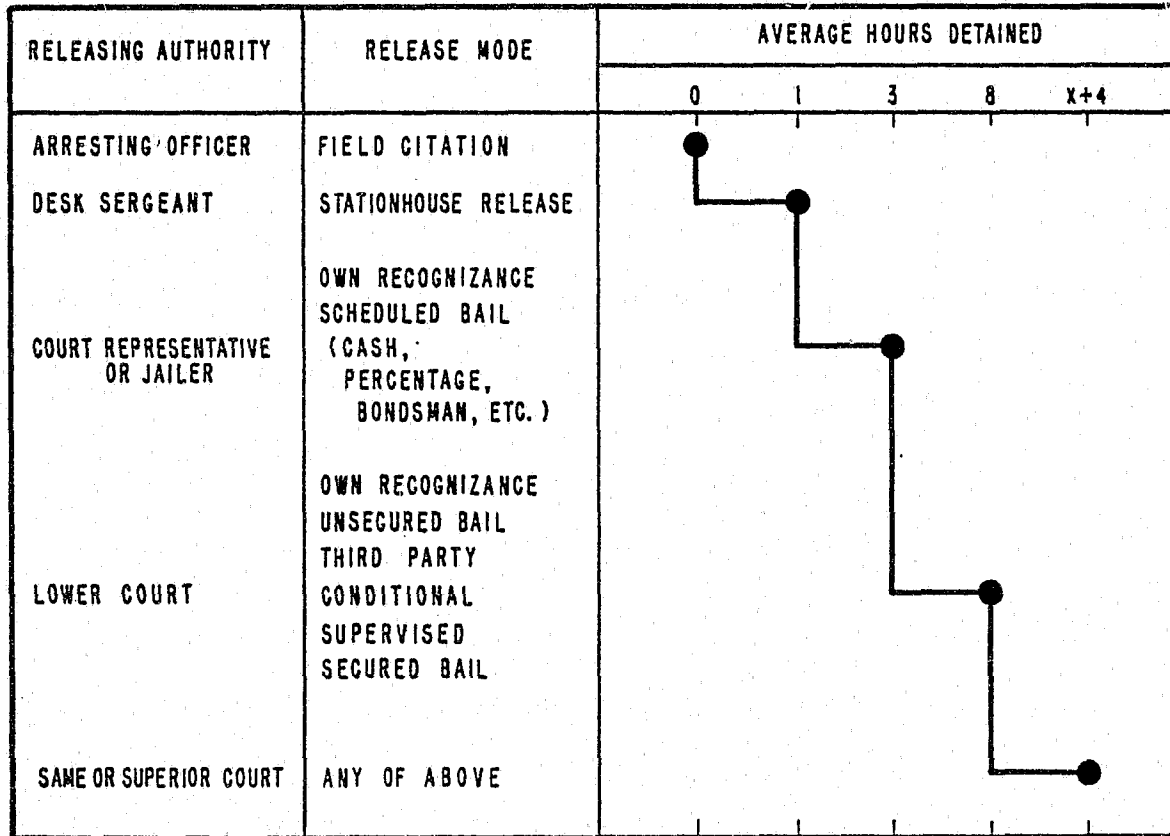 RELEASING AUTHORITY
RELEASE MODE
AVERAGE HOURS DETAINED
0 1 3 8 X+4
ARRESTING OFFICER
FIELD CITATION
DESK SERGEANT
STATIONHOUSE RELEASE
COURT REPRESENTATIVE
OR JAILER
OWN RECOGNIZANCE
SCHEDULED BAIL
(CASH,
PERCENTAGE,
BONDSMAN, ETC.)
LOWER COURT
OWN RECOGNIZANCE
UNSECURED BAIL
THIRD PARTY
CONDITIONAL
SUPERVISED
SECURED BAIL
SAME OR SUPERIOR COURT
ANY OF ABOVE